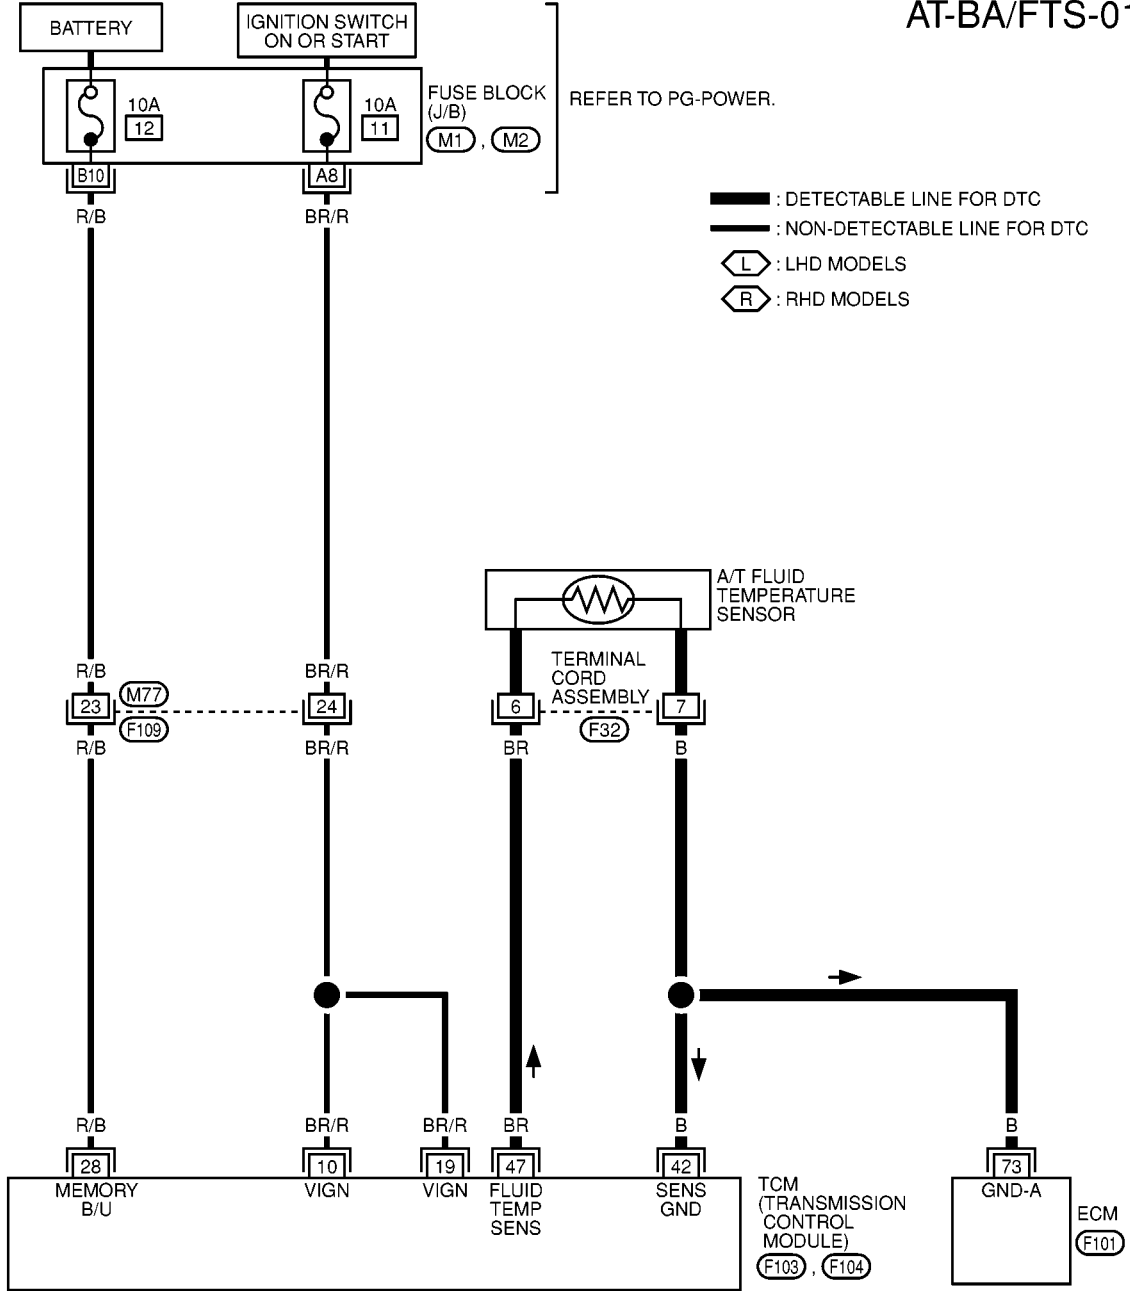 AT-BA/FTS-01
BATTERY
IGNITION SWITCH
ON OR START
10A
12
10A
11
FUSE BLOCK
(J/B)
M1 , M2
REFER TO PG-POWER.
B10
A8
R/B
BR/R
: DETECTABLE LINE FOR DTC
: NON-DETECTABLE LINE FOR DTC
L : LHD MODELS
R : RHD MODELS
A/T FLUID
TEMPERATURE
SENSOR
TERMINAL
CORD
ASSEMBLY
R/B
BR/R
23
M77
F109
24
6
F32
7
R/B
BR/R
BR
B
R/B
BR/R
BR/R
BR
B
B
28
10
19
47
42
73
MEMORY
B/U
VIGN
VIGN
FLUID
TEMP
SENS
SENS
GND
TCM
(TRANSMISSION
CONTROL
MODULE)
F103 , F104
GND-A
ECM
F101